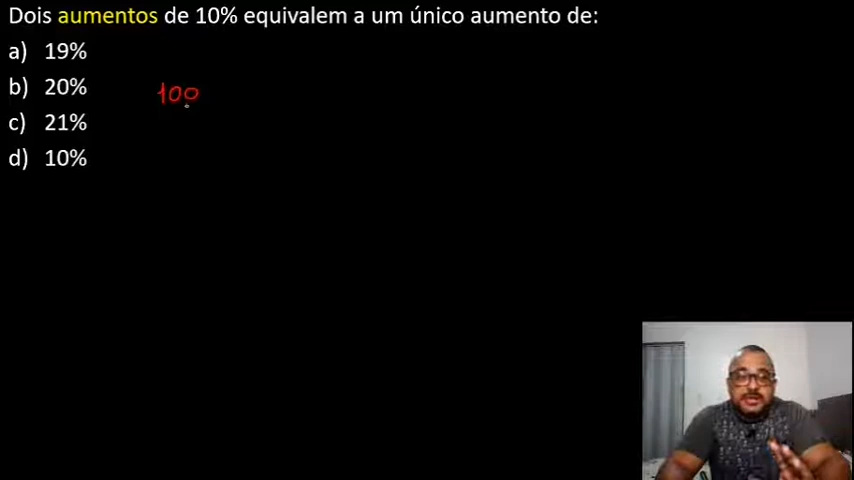 Dois aumentos de 10% equivalem a um único aumento de:
a) 19%
b) 20%
100
c) 21%
d) 10%